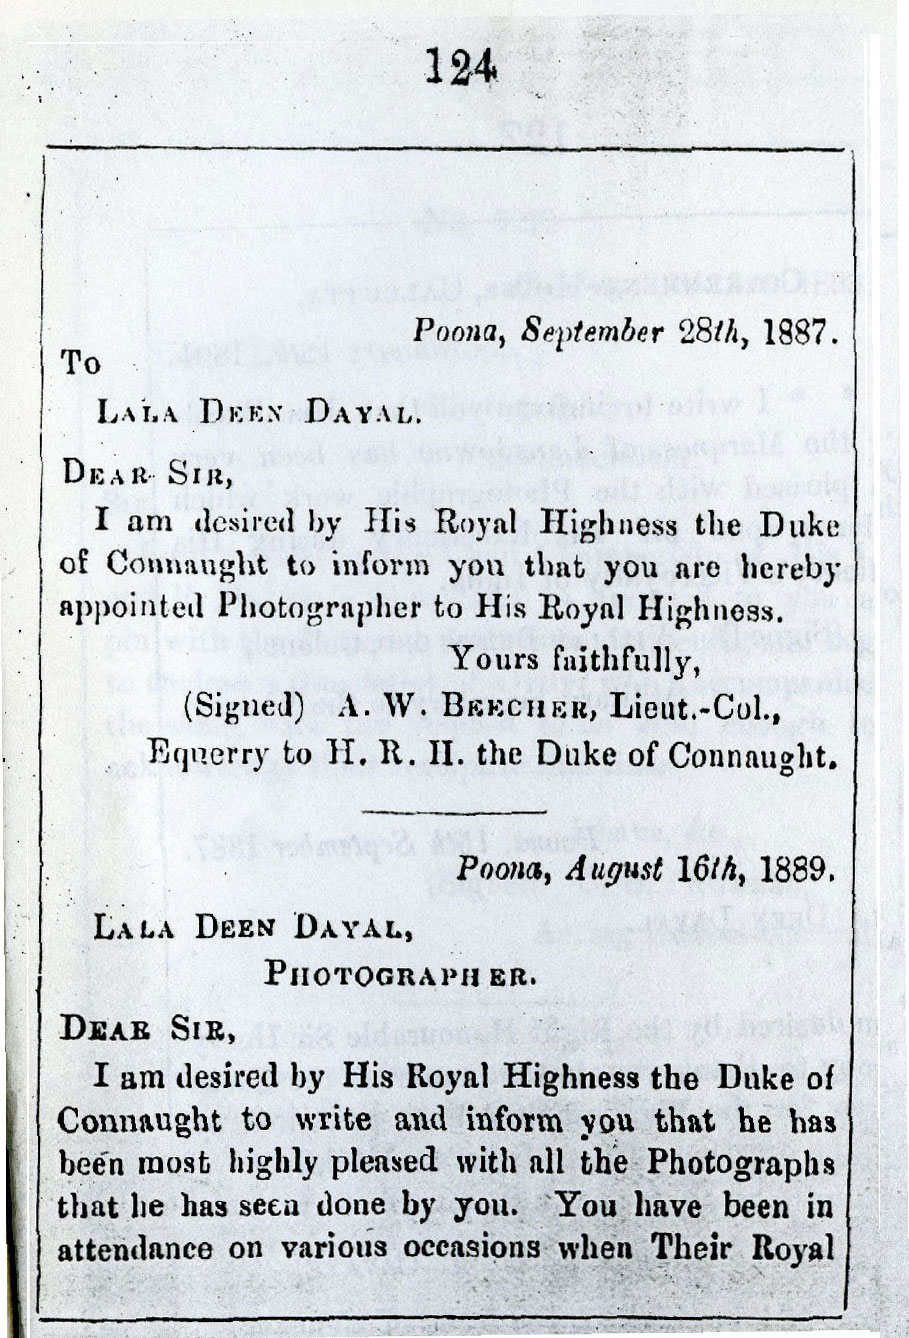 124
Poona, September 28th, 1887.
To
LALA DEEN DAYAL.
DEAR SIR,
I am desired by His Royal Highness the Duke
of Connaught to inform you that you are hereby
appointed Photographer to His Royal Highness.
Yours faithfully,
(Signed) A. W. BEECHER, Lieut.-Col.,
Equerry to H. R. H. the Duke of Connaught.
Poona, August 16th, 1889.
LALA DEEN DAYAL,
PHOTOGRAPHER.
DEAR SIR,
I am desired by His Royal Highness the Duke of
Connaught to write and inform you that he has
been most highly pleased with all the Photographs
that he has seen done by you. You have been in
attendance on various occasions when Their Royal